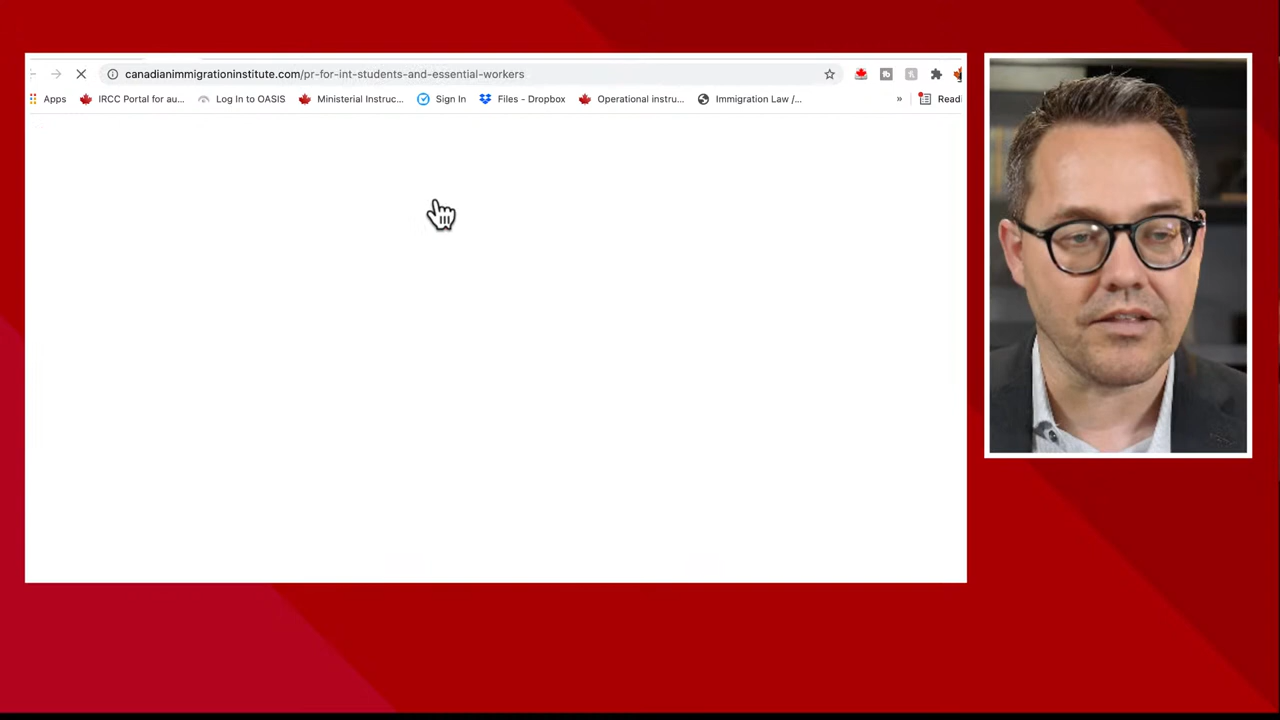 canadianimmigrationinstitute.com/pr-for-int-students-and-essential-workers
Apps IRCC Portal for au... Log In to OASIS Ministerial Instruc... Sign In Files - Dropbox Operational instru... Immigration Law /... » Readi